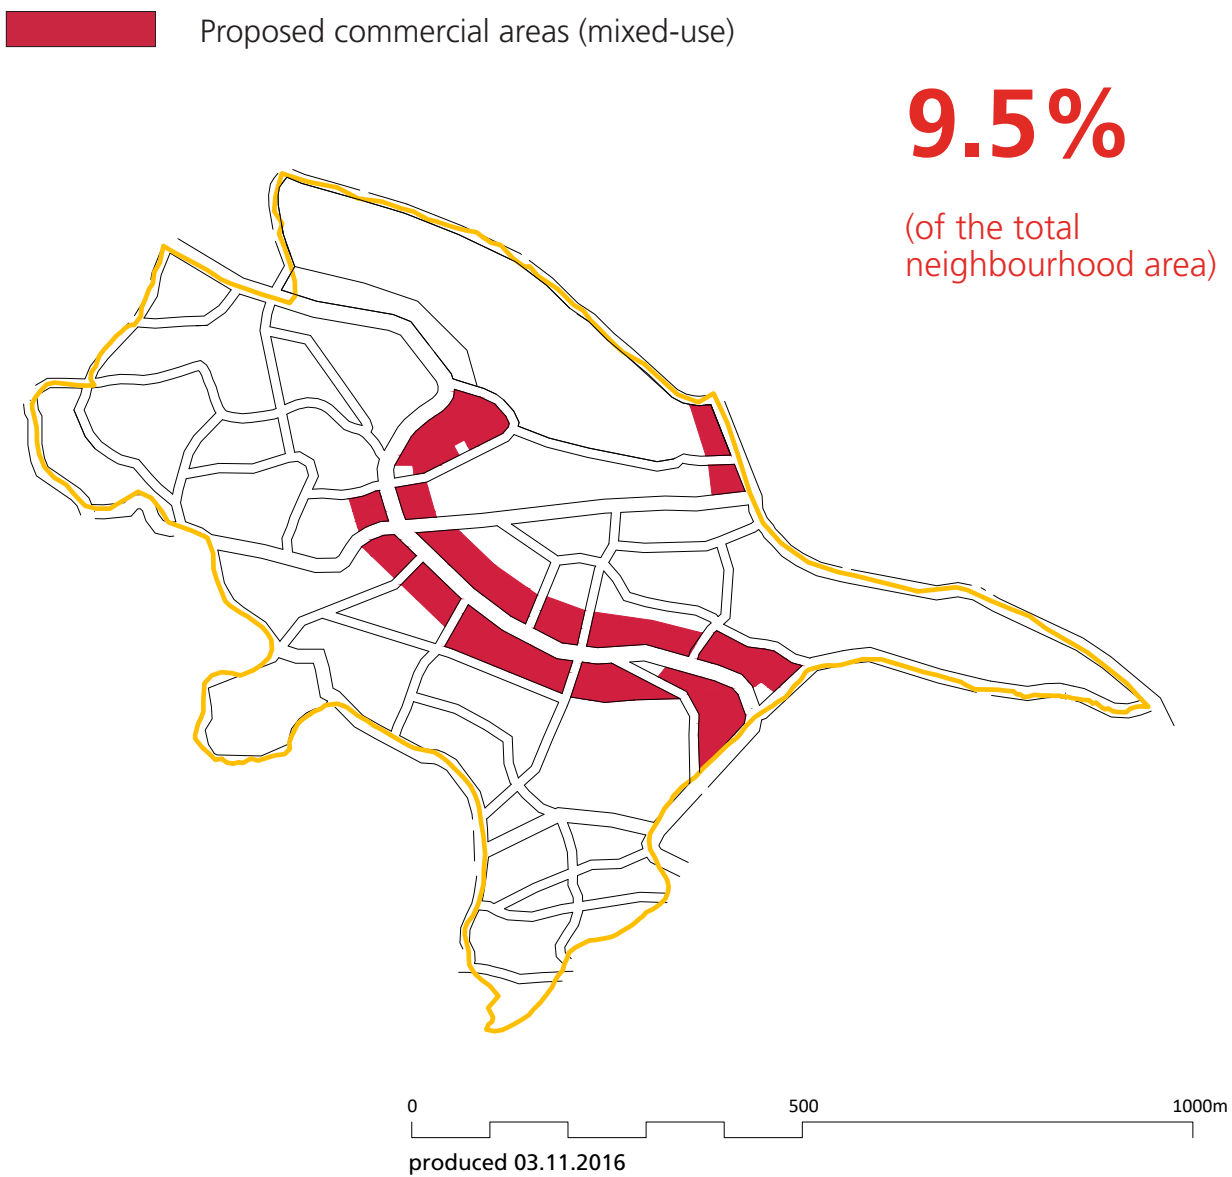 Proposed commercial areas (mixed-use)
9.5%
(of the total
neighbourhood area)
0 500 1000m
produced 03.11.2016